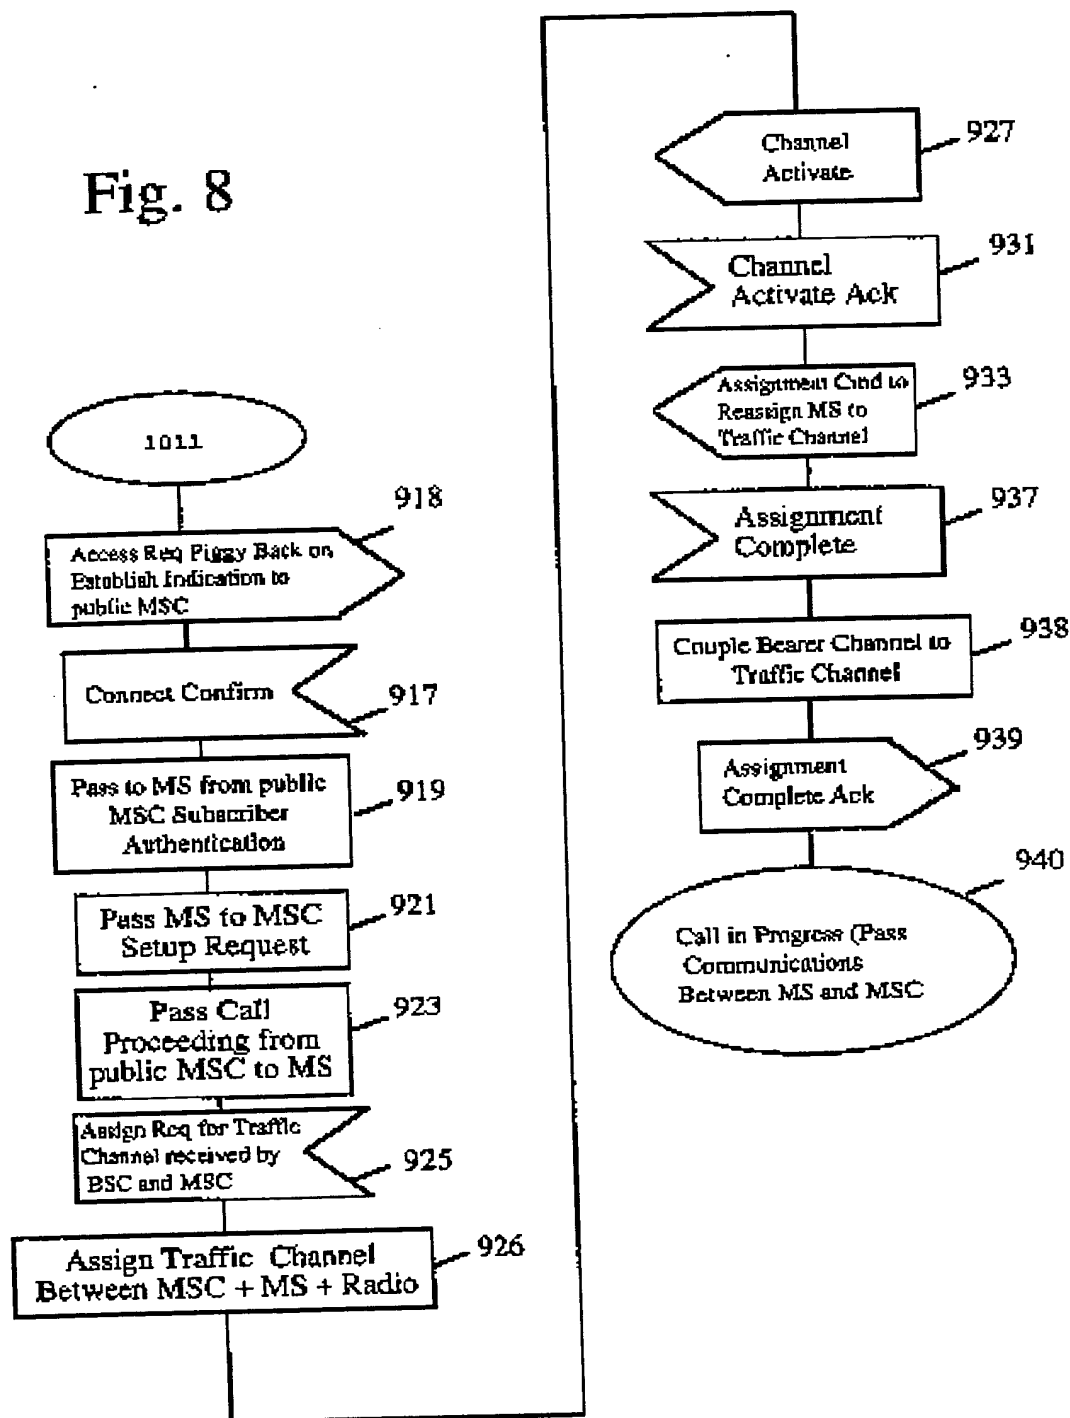 Fig. 8
1011
918
Access Req Piggy Back on
Establish Indication to
public MSC
Connect Confirm
917
Pass to MS from public
MSC Subscriber
Authentication
919
Pass MS to MSC
Setup Request
921
Pass Call
Proceeding from
public MSC to MS
923
Assign Req for Traffic
Channel received by
BSC and MSC
925
Assign Traffic Channel
Between MSC + MS + Radio
926
Channel
Activate
927
Channel
Activate Ack
931
Assignment Cmd to
Reassign MS to
Traffic Channel
933
Assignment
Complete
937
Couple Bearer Channel to
Traffic Channel
938
Assignment
Complete Ack
939
940
Call in Progress (Pass
Communications
Between MS and MSC